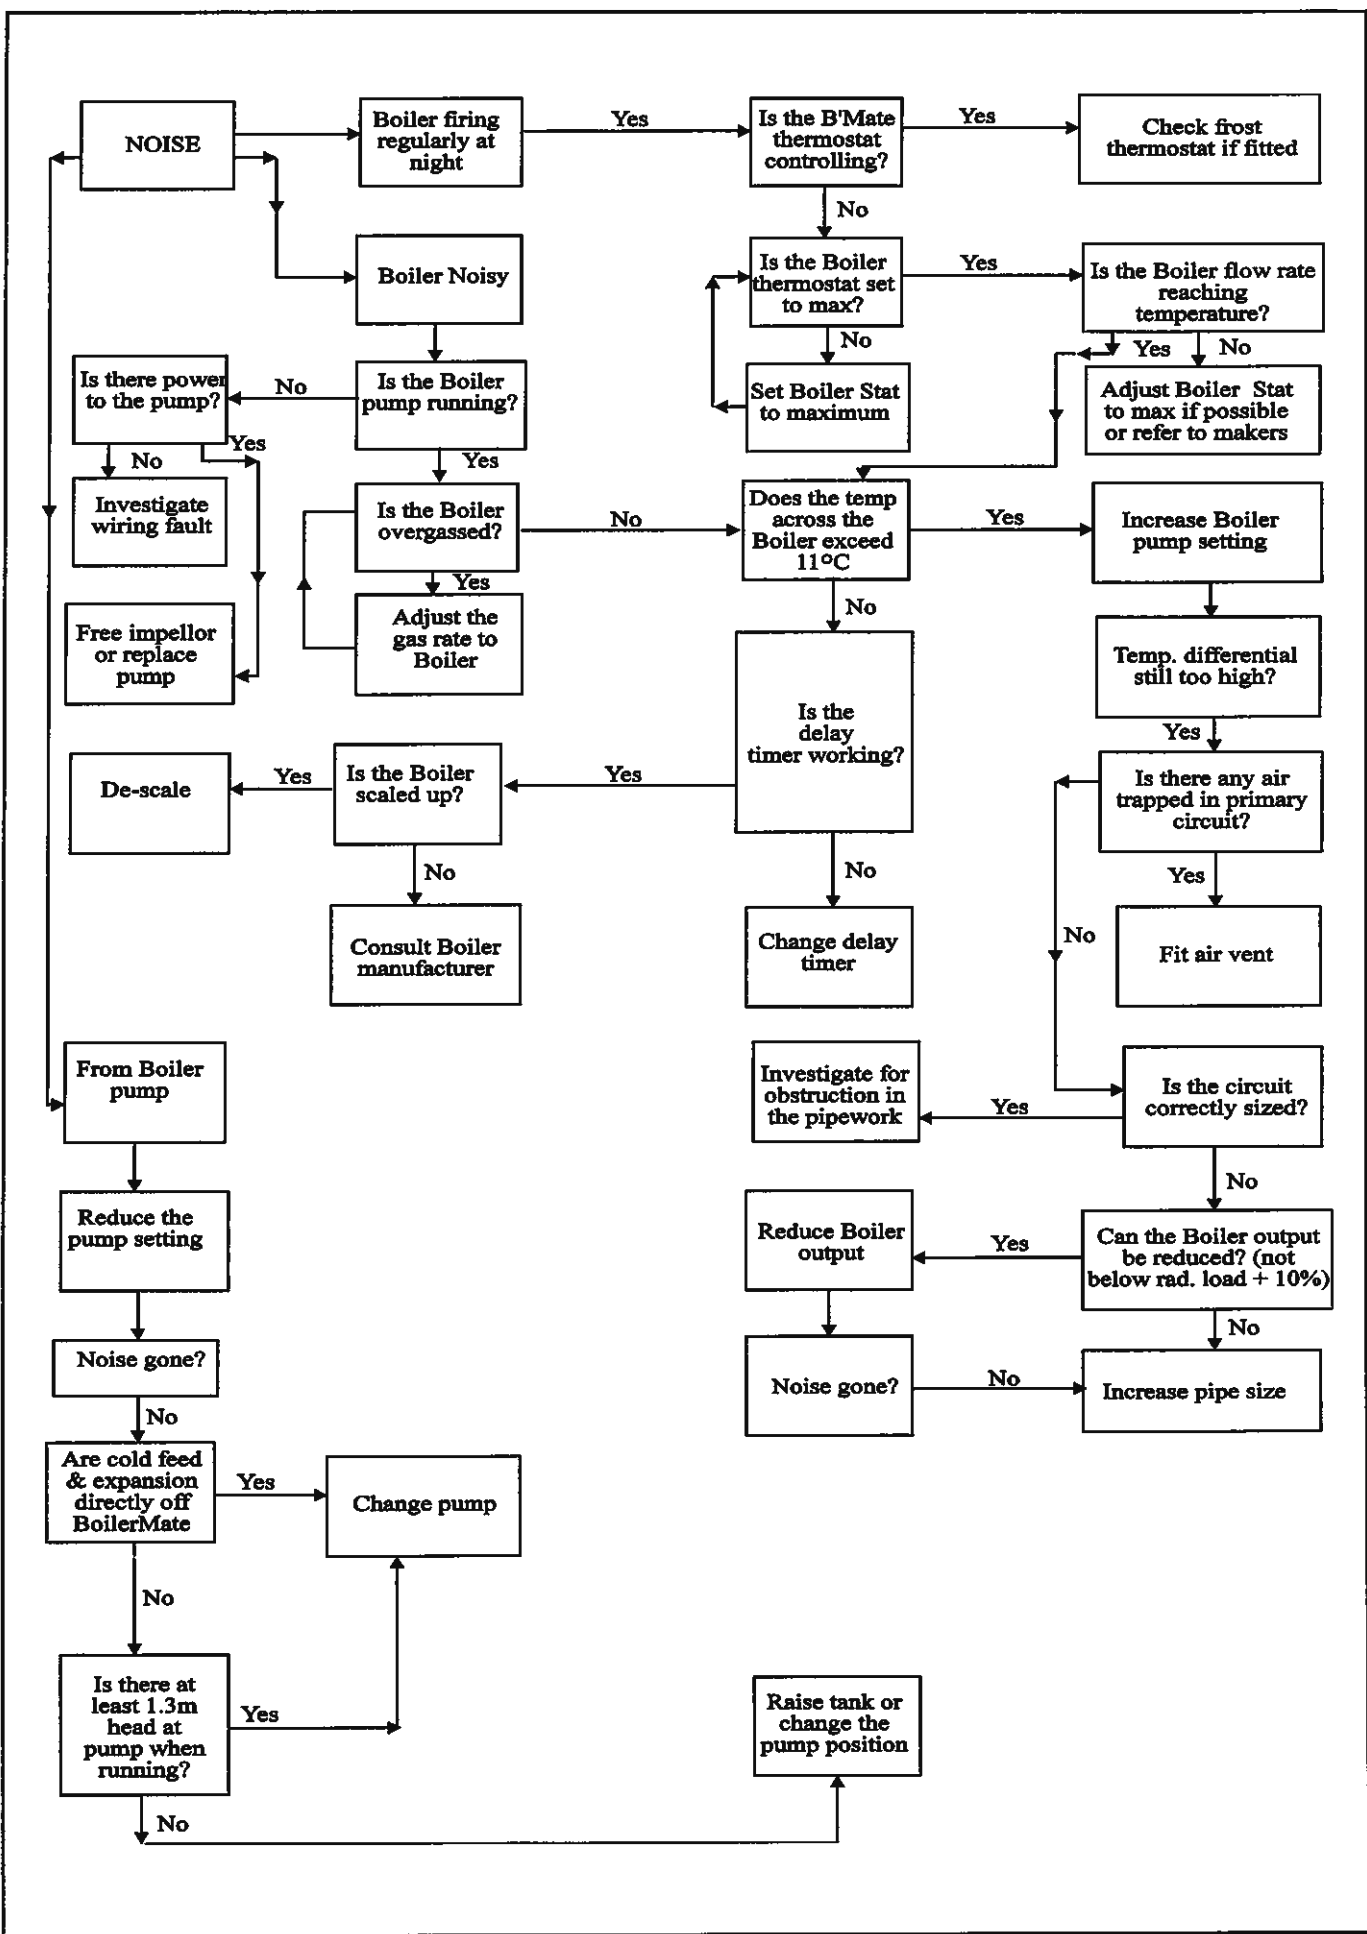 NOISE
Boiler firing
regularly at
night
Yes
Is the B'Mate
thermostat
controlling?
Yes
Check frost
thermostat if fitted
No
Boiler Noisy
Is the Boiler
thermostat set
to max?
Yes
Is the Boiler flow rate
reaching
temperature?
No
Yes
No
Is there power
to the pump?
No
Is the Boiler
pump running?
Set Boiler Stat
to maximum
Adjust Boiler Stat
to max if possible
or refer to makers
Yes
No
Yes
Investigate
wiring fault
Is the Boiler
overgassed?
No
Does the temp
across the
Boiler exceed
11°C
Yes
Increase Boiler
pump setting
Yes
No
Free impellor
or replace
pump
Adjust the
gas rate to
Boiler
Temp. differential
still too high?
Is the
delay
timer working?
Yes
De-scale
Yes
Is the Boiler
scaled up?
Yes
Is there any air
trapped in primary
circuit?
No
No
Yes
Consult Boiler
manufacturer
Change delay
timer
No
Fit air vent
From Boiler
pump
Investigate for
obstruction in
the pipework
Yes
Is the circuit
correctly sized?
No
Reduce the
pump setting
Reduce Boiler
output
Yes
Can the Boiler output
be reduced? (not
below rad. load + 10%)
No
Noise gone?
Noise gone?
No
Increase pipe size
No
Are cold feed
& expansion
directly off
BoilerMate
Yes
Change pump
No
Is there at
least 1.3m
head at
pump when
running?
Yes
Raise tank or
change the
pump position
No